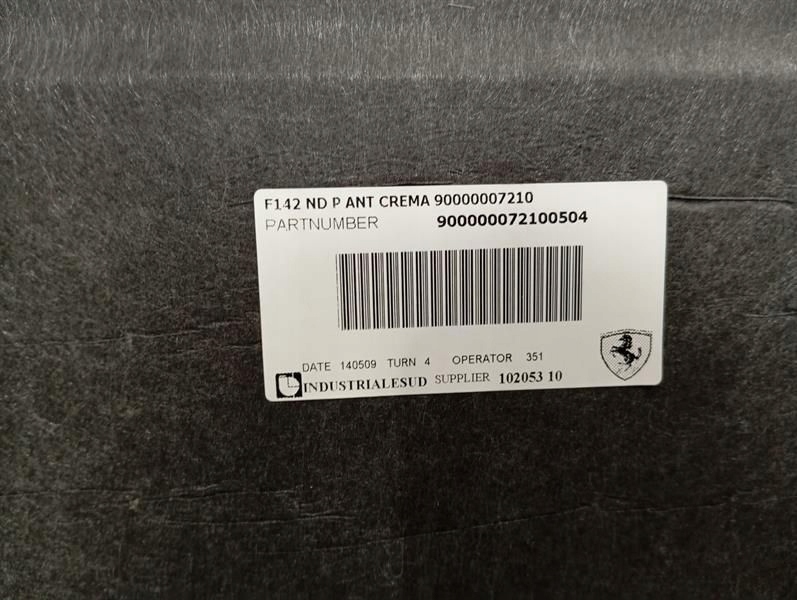 F142 ND P ANT CREMA 90000007210
PARTNUMBER 900000072100504
DATE 140509 TURN 4 OPERATOR 351
INDUSTRIALESUD SUPPLIER 102053 10